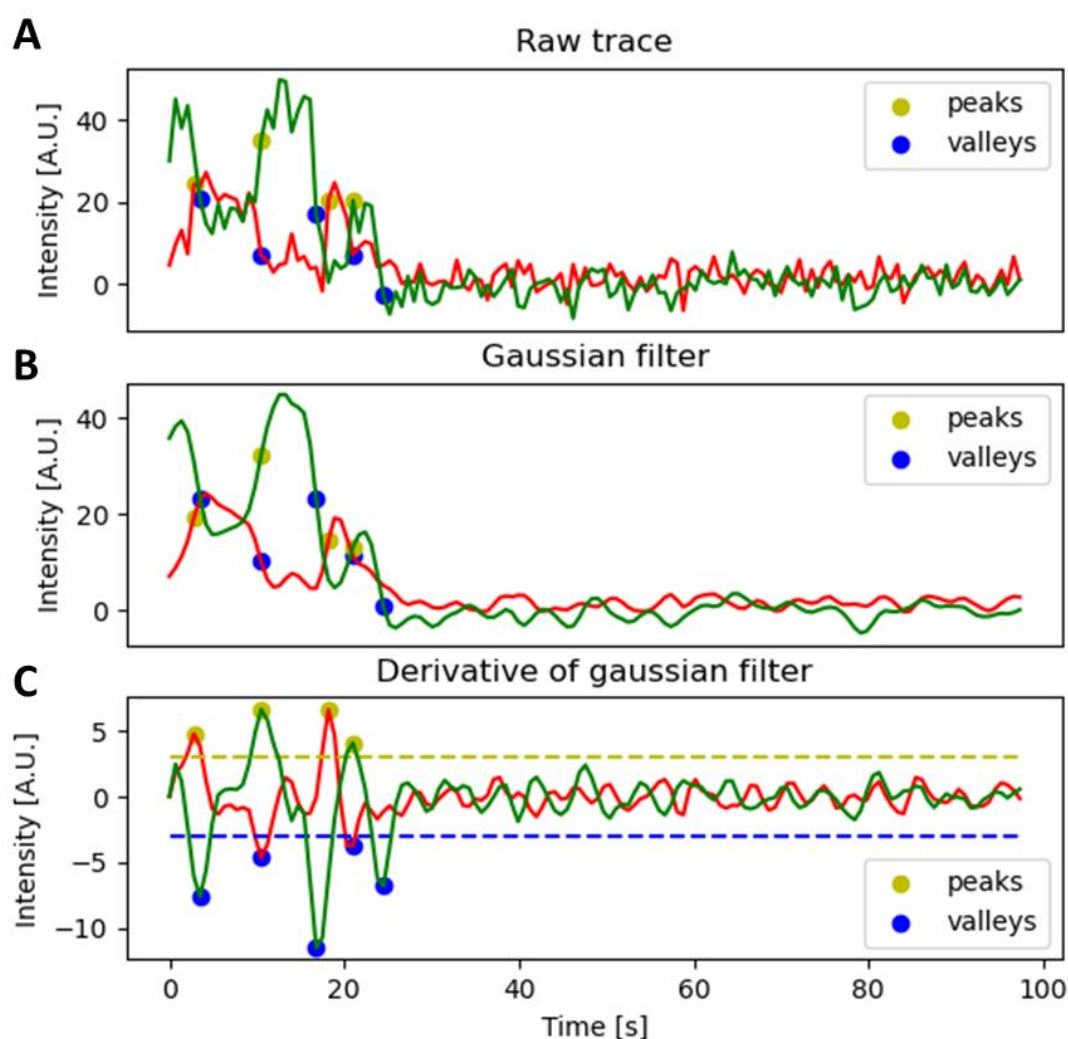 A
Raw trace
Intensity [A.U.]
40
20
0
peaks
valleys
B
Gaussian filter
Intensity [A.U.]
40
20
0
peaks
valleys
C
Derivative of gaussian filter
Intensity [A.U.]
5
0
−5
−10
peaks
valleys
0 20 40 60 80 100
Time [s]